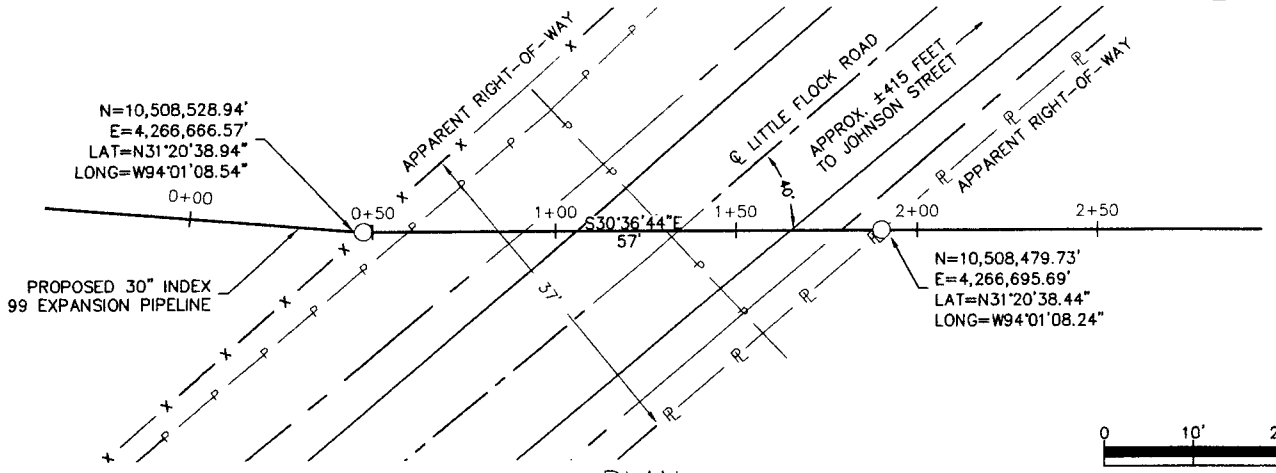 N=10,508,528.94'
E=4,266,666.57'
LAT=N31°20'38.94"
LONG=W94°01'08.54"
APPARENT RIGHT-OF-WAY
℄ LITTLE FLOCK ROAD
APPROX. ±415 FEET
TO JOHNSON STREET
APPARENT RIGHT-OF-WAY
0+00
0+50
1+00
1+50
2+00
2+50
S30°36'44"E
57'
40°
37'
PROPOSED 30" INDEX
99 EXPANSION PIPELINE
N=10,508,479.73'
E=4,266,695.69'
LAT=N31°20'38.44"
LONG=W94°01'08.24"
0
10'